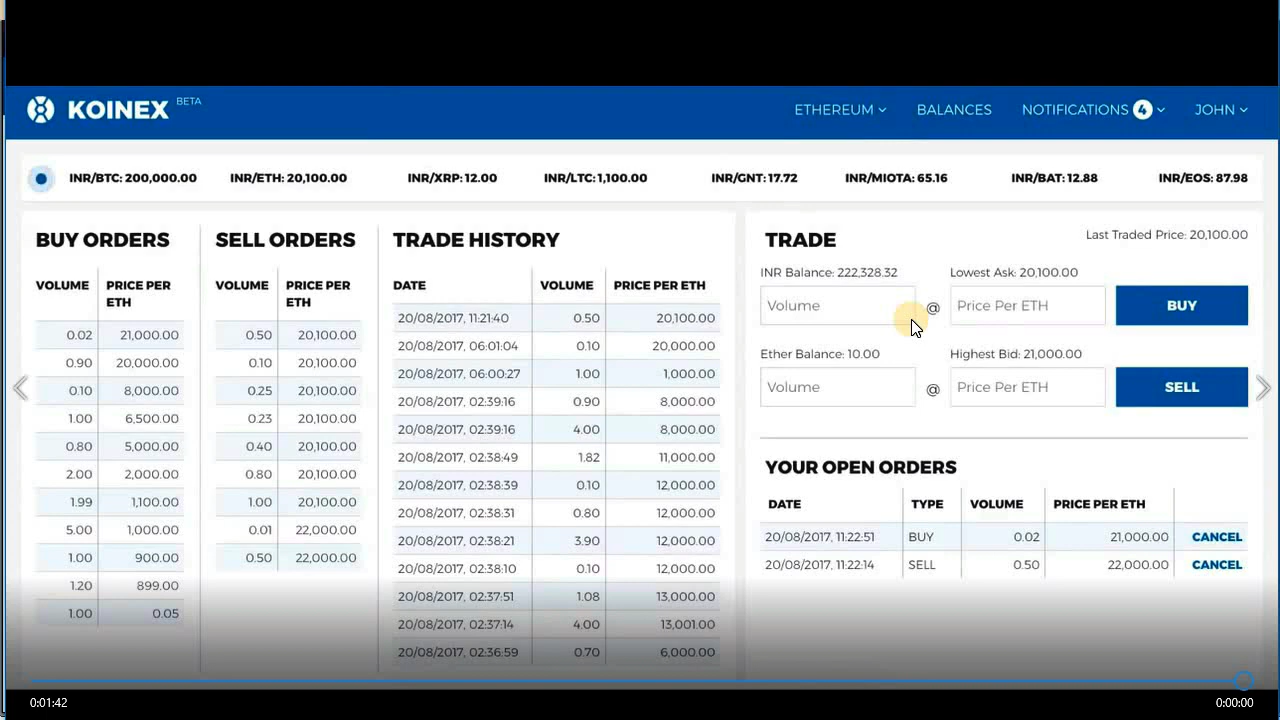 KOINEX BETA
ETHEREUM BALANCES NOTIFICATIONS 4 JOHN
INR/BTC: 200,000.00 INR/ETH: 20,100.00 INR/XRP: 12.00 INR/LTC: 1,100.00 INR/GNT: 17.72 INR/MIOTA: 65.16 INR/BAT: 12.88 INR/EOS: 87.98
BUY ORDERS
VOLUME PRICE PER ETH
0.02 21,000.00
0.90 20,000.00
0.10 8,000.00
1.00 6,500.00
0.80 5,000.00
2.00 2,000.00
1.99 1,100.00
5.00 1,000.00
1.00 900.00
1.20 899.00
1.00 0.05
SELL ORDERS
VOLUME PRICE PER ETH
0.50 20,100.00
0.10 20,100.00
0.25 20,100.00
0.23 20,100.00
0.40 20,100.00
0.80 20,100.00
1.00 20,100.00
0.01 22,000.00
0.50 22,000.00
TRADE HISTORY
DATE VOLUME PRICE PER ETH
20/08/2017, 11:21:40 0.50 20,100.00
20/08/2017, 06:01:04 0.10 20,000.00
20/08/2017, 06:00:27 1.00 1,000.00
20/08/2017, 02:39:16 0.90 8,000.00
20/08/2017, 02:39:16 4.00 8,000.00
20/08/2017, 02:38:49 1.82 11,000.00
20/08/2017, 02:38:39 0.10 12,000.00
20/08/2017, 02:38:31 0.80 12,000.00
20/08/2017, 02:38:21 3.90 12,000.00
20/08/2017, 02:38:10 0.10 12,000.00
20/08/2017, 02:37:51 1.08 13,000.00
20/08/2017, 02:37:14 4.00 13,001.00
20/08/2017, 02:36:59 0.70 6,000.00
TRADE
Last Traded Price: 20,100.00
INR Balance: 222,328.32 Lowest Ask: 20,100.00
Volume @ Price Per ETH BUY
Ether Balance: 10.00 Highest Bid: 21,000.00
Volume @ Price Per ETH SELL
YOUR OPEN ORDERS
DATE TYPE VOLUME PRICE PER ETH
20/08/2017, 11:22:51 BUY 0.02 21,000.00 CANCEL
20/08/2017, 11:22:14 SELL 0.50 22,000.00 CANCEL
0:01:42 0:00:00